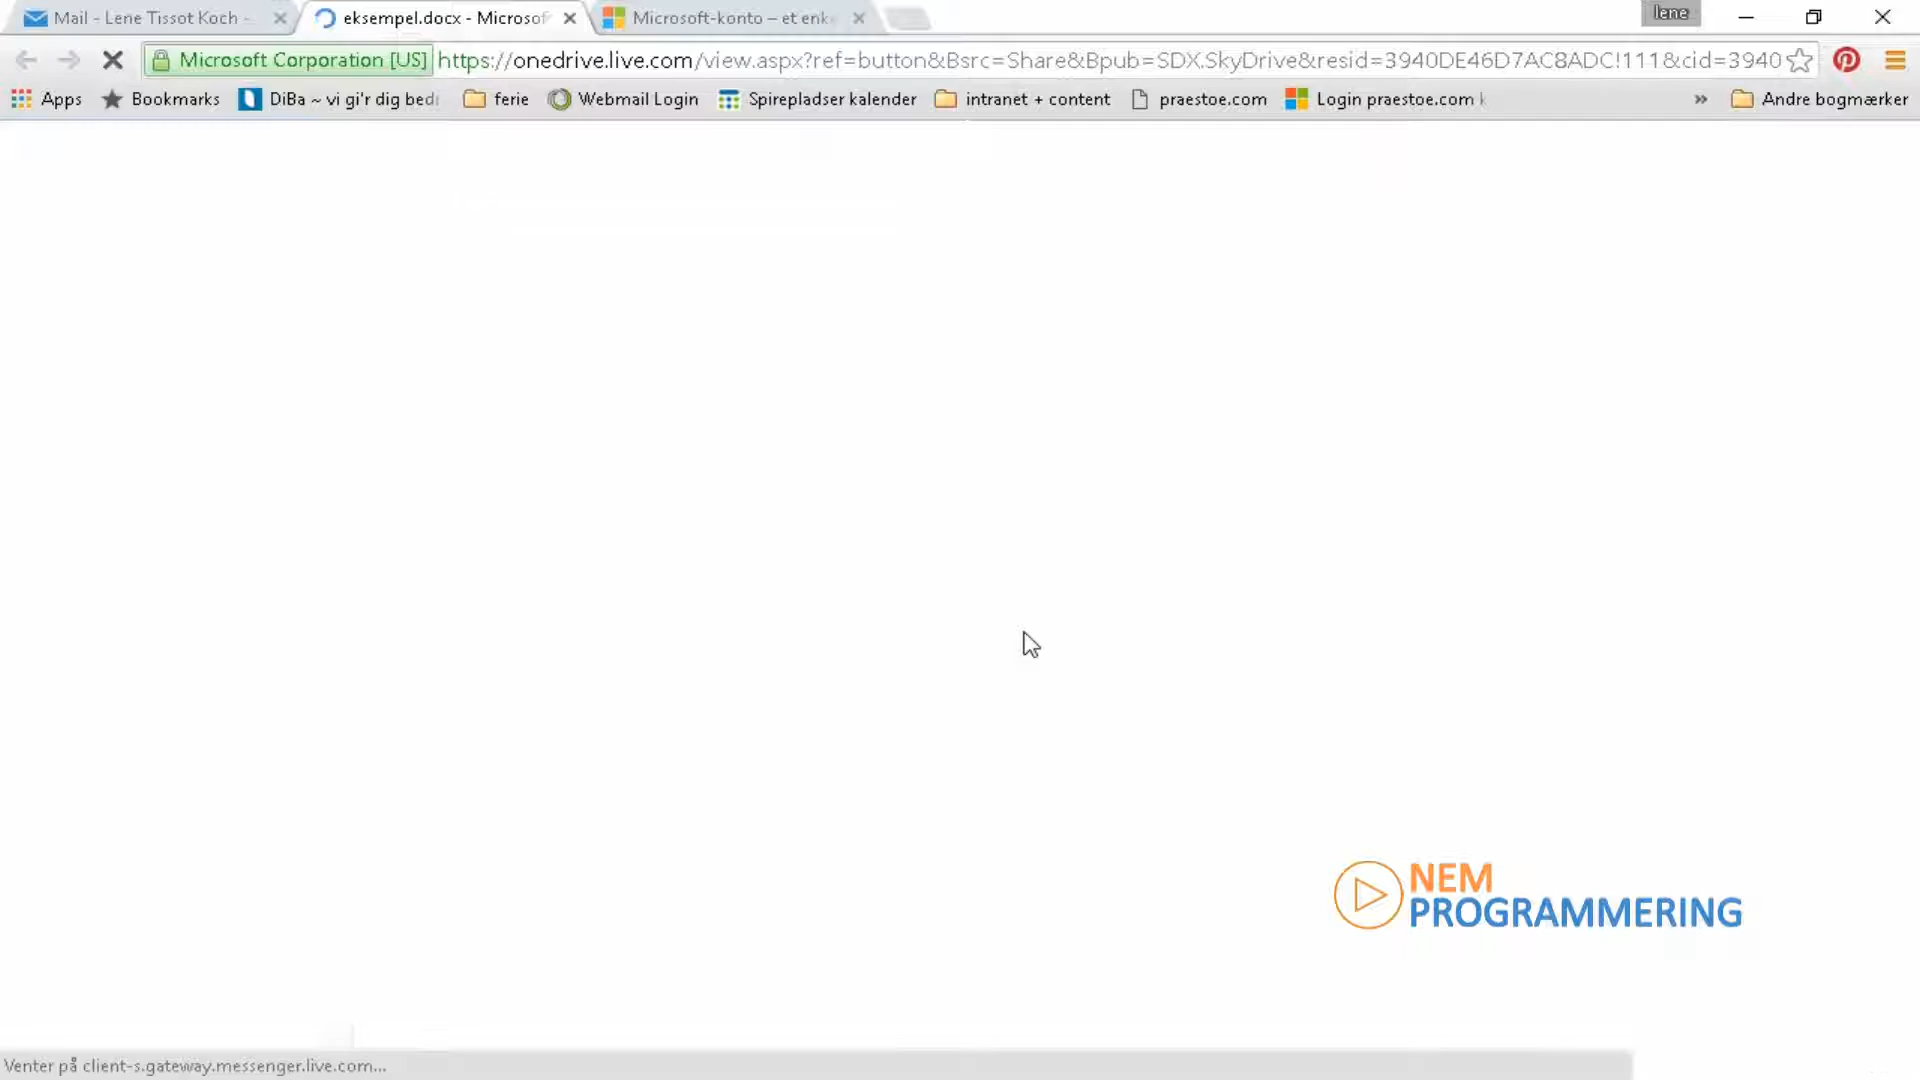 Mail - Lene Tissot Koch -
eksempel.docx - Microsof
Microsoft-konto – et enk
lene
Microsoft Corporation [US]
https://onedrive.live.com/view.aspx?ref=button&Bsrc=Share&Bpub=SDX.SkyDrive&resid=3940DE46D7AC8ADC!111&cid=3940
Apps
Bookmarks
DiBa ~ vi gi'r dig bed
ferie
Webmail Login
Spirepladser kalender
intranet + content
praestoe.com
Login praestoe.com
»
Andre bogmærker
NEM
PROGRAMMERING
Venter på client-s.gateway.messenger.live.com...